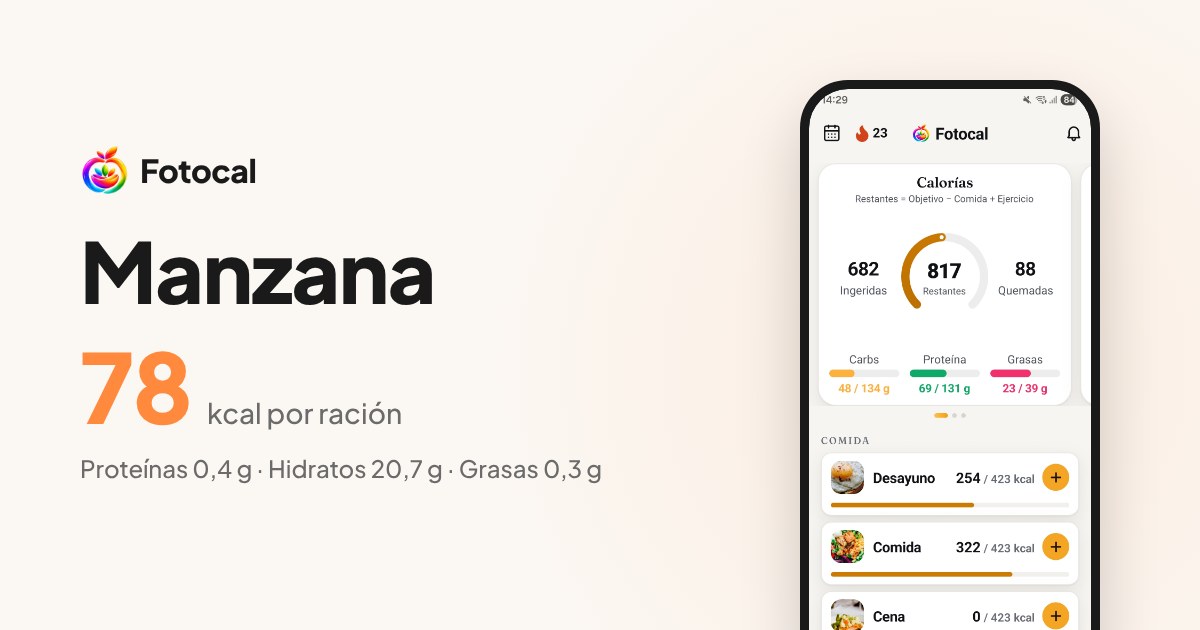 Fotocal
Manzana
78 kcal por ración
Proteínas 0,4 g · Hidratos 20,7 g · Grasas 0,3 g
14:29 84
23 Fotocal
Calorías
Restantes = Objetivo − Comida + Ejercicio
682 817 88
Ingeridas Restantes Quemadas
Carbs Proteína Grasas
48 / 134 g 69 / 131 g 23 / 39 g
COMIDA
Desayuno 254 / 423 kcal +
Comida 322 / 423 kcal +
Cena 0 / 423 kcal +